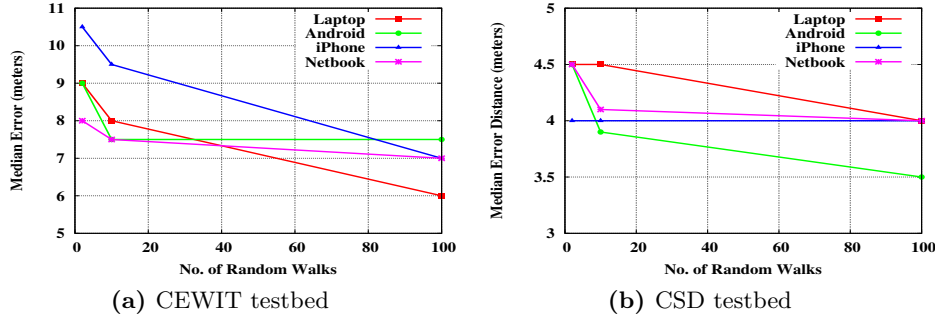 Laptop
Android
iPhone
Netbook
Median Error (meters)
11
10
9
8
7
6
5
0 20 40 60 80 100
No. of Random Walks
(a) CEWIT testbed
Laptop
Android
iPhone
Netbook
Median Error Distance (meters)
5
4.5
4
3.5
3
0 20 40 60 80 100
No. of Random Walks
(b) CSD testbed